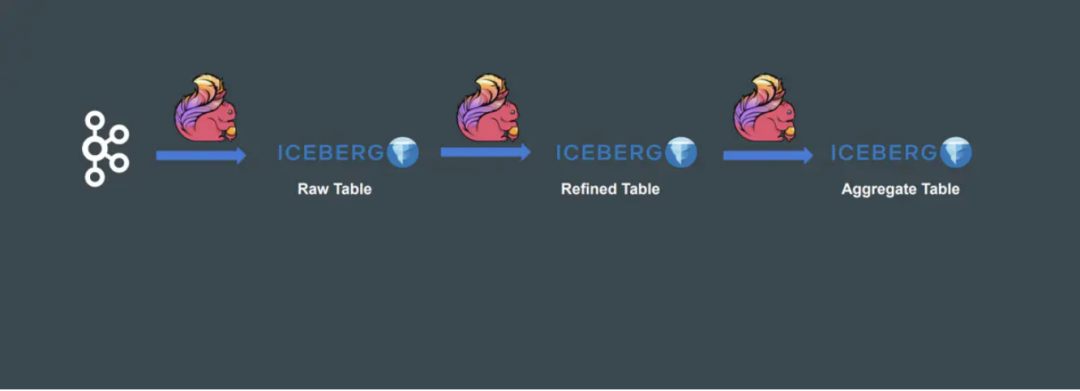 ICEBERG
Raw Table
ICEBERG
Refined Table
ICEBERG
Aggregate Table